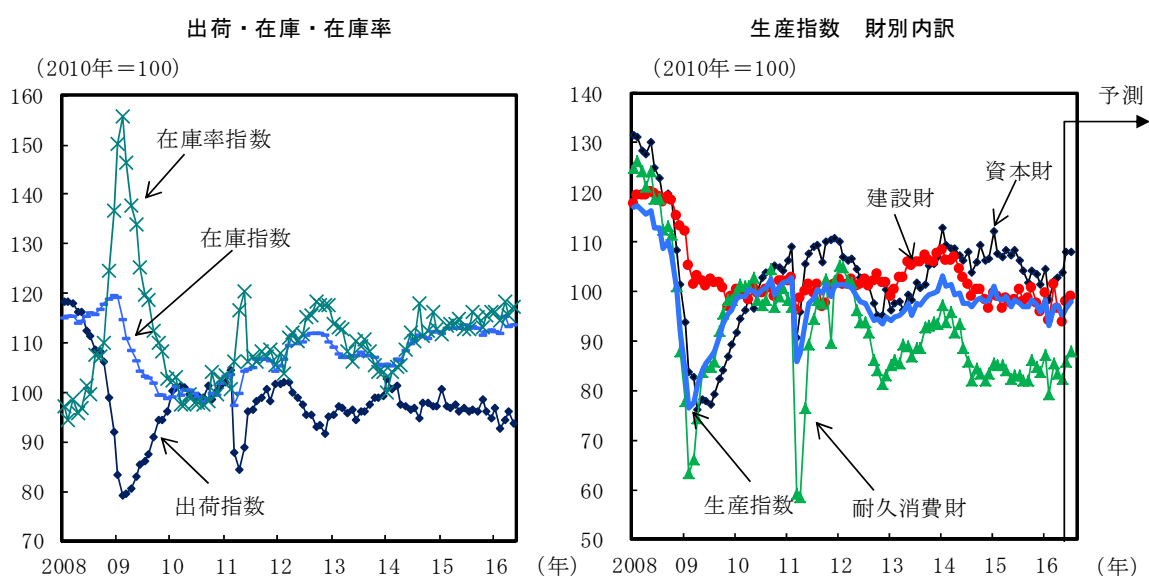 出荷・在庫・在庫率
(2010年=100)
160
150
140
130
120
110
100
90
80
70
在庫率指数
在庫指数
出荷指数
2008 09 10 11 12 13 14 15 16 (年)
生産指数 財別内訳
(2010年=100)
140
130
120
110
100
90
80
70
60
50
予測
資本財
建設財
生産指数
耐久消費財
2008 09 10 11 12 13 14 15 16 (年)